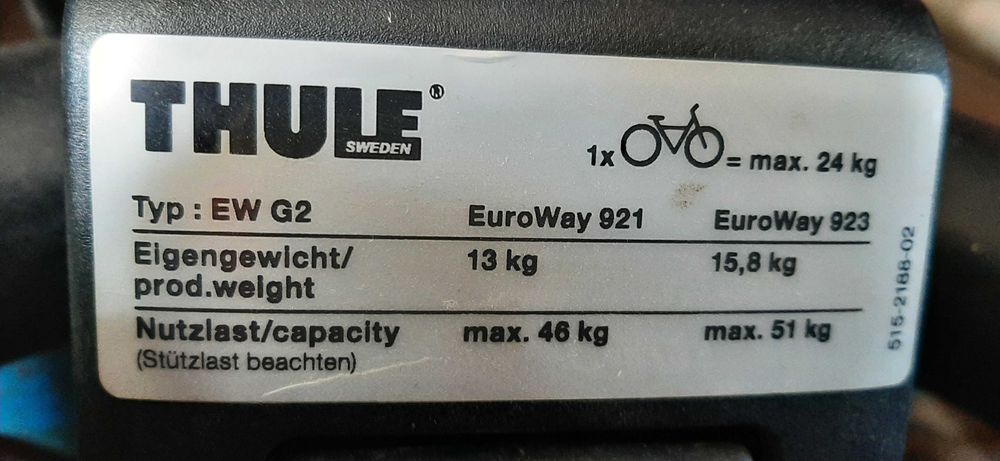 THULE®
SWEDEN
1x = max. 24 kg
Typ : EW G2 EuroWay 921 EuroWay 923
Eigengewicht/ 13 kg 15,8 kg
prod.weight
Nutzlast/capacity max. 46 kg max. 51 kg
(Stützlast beachten)
515-2188-02